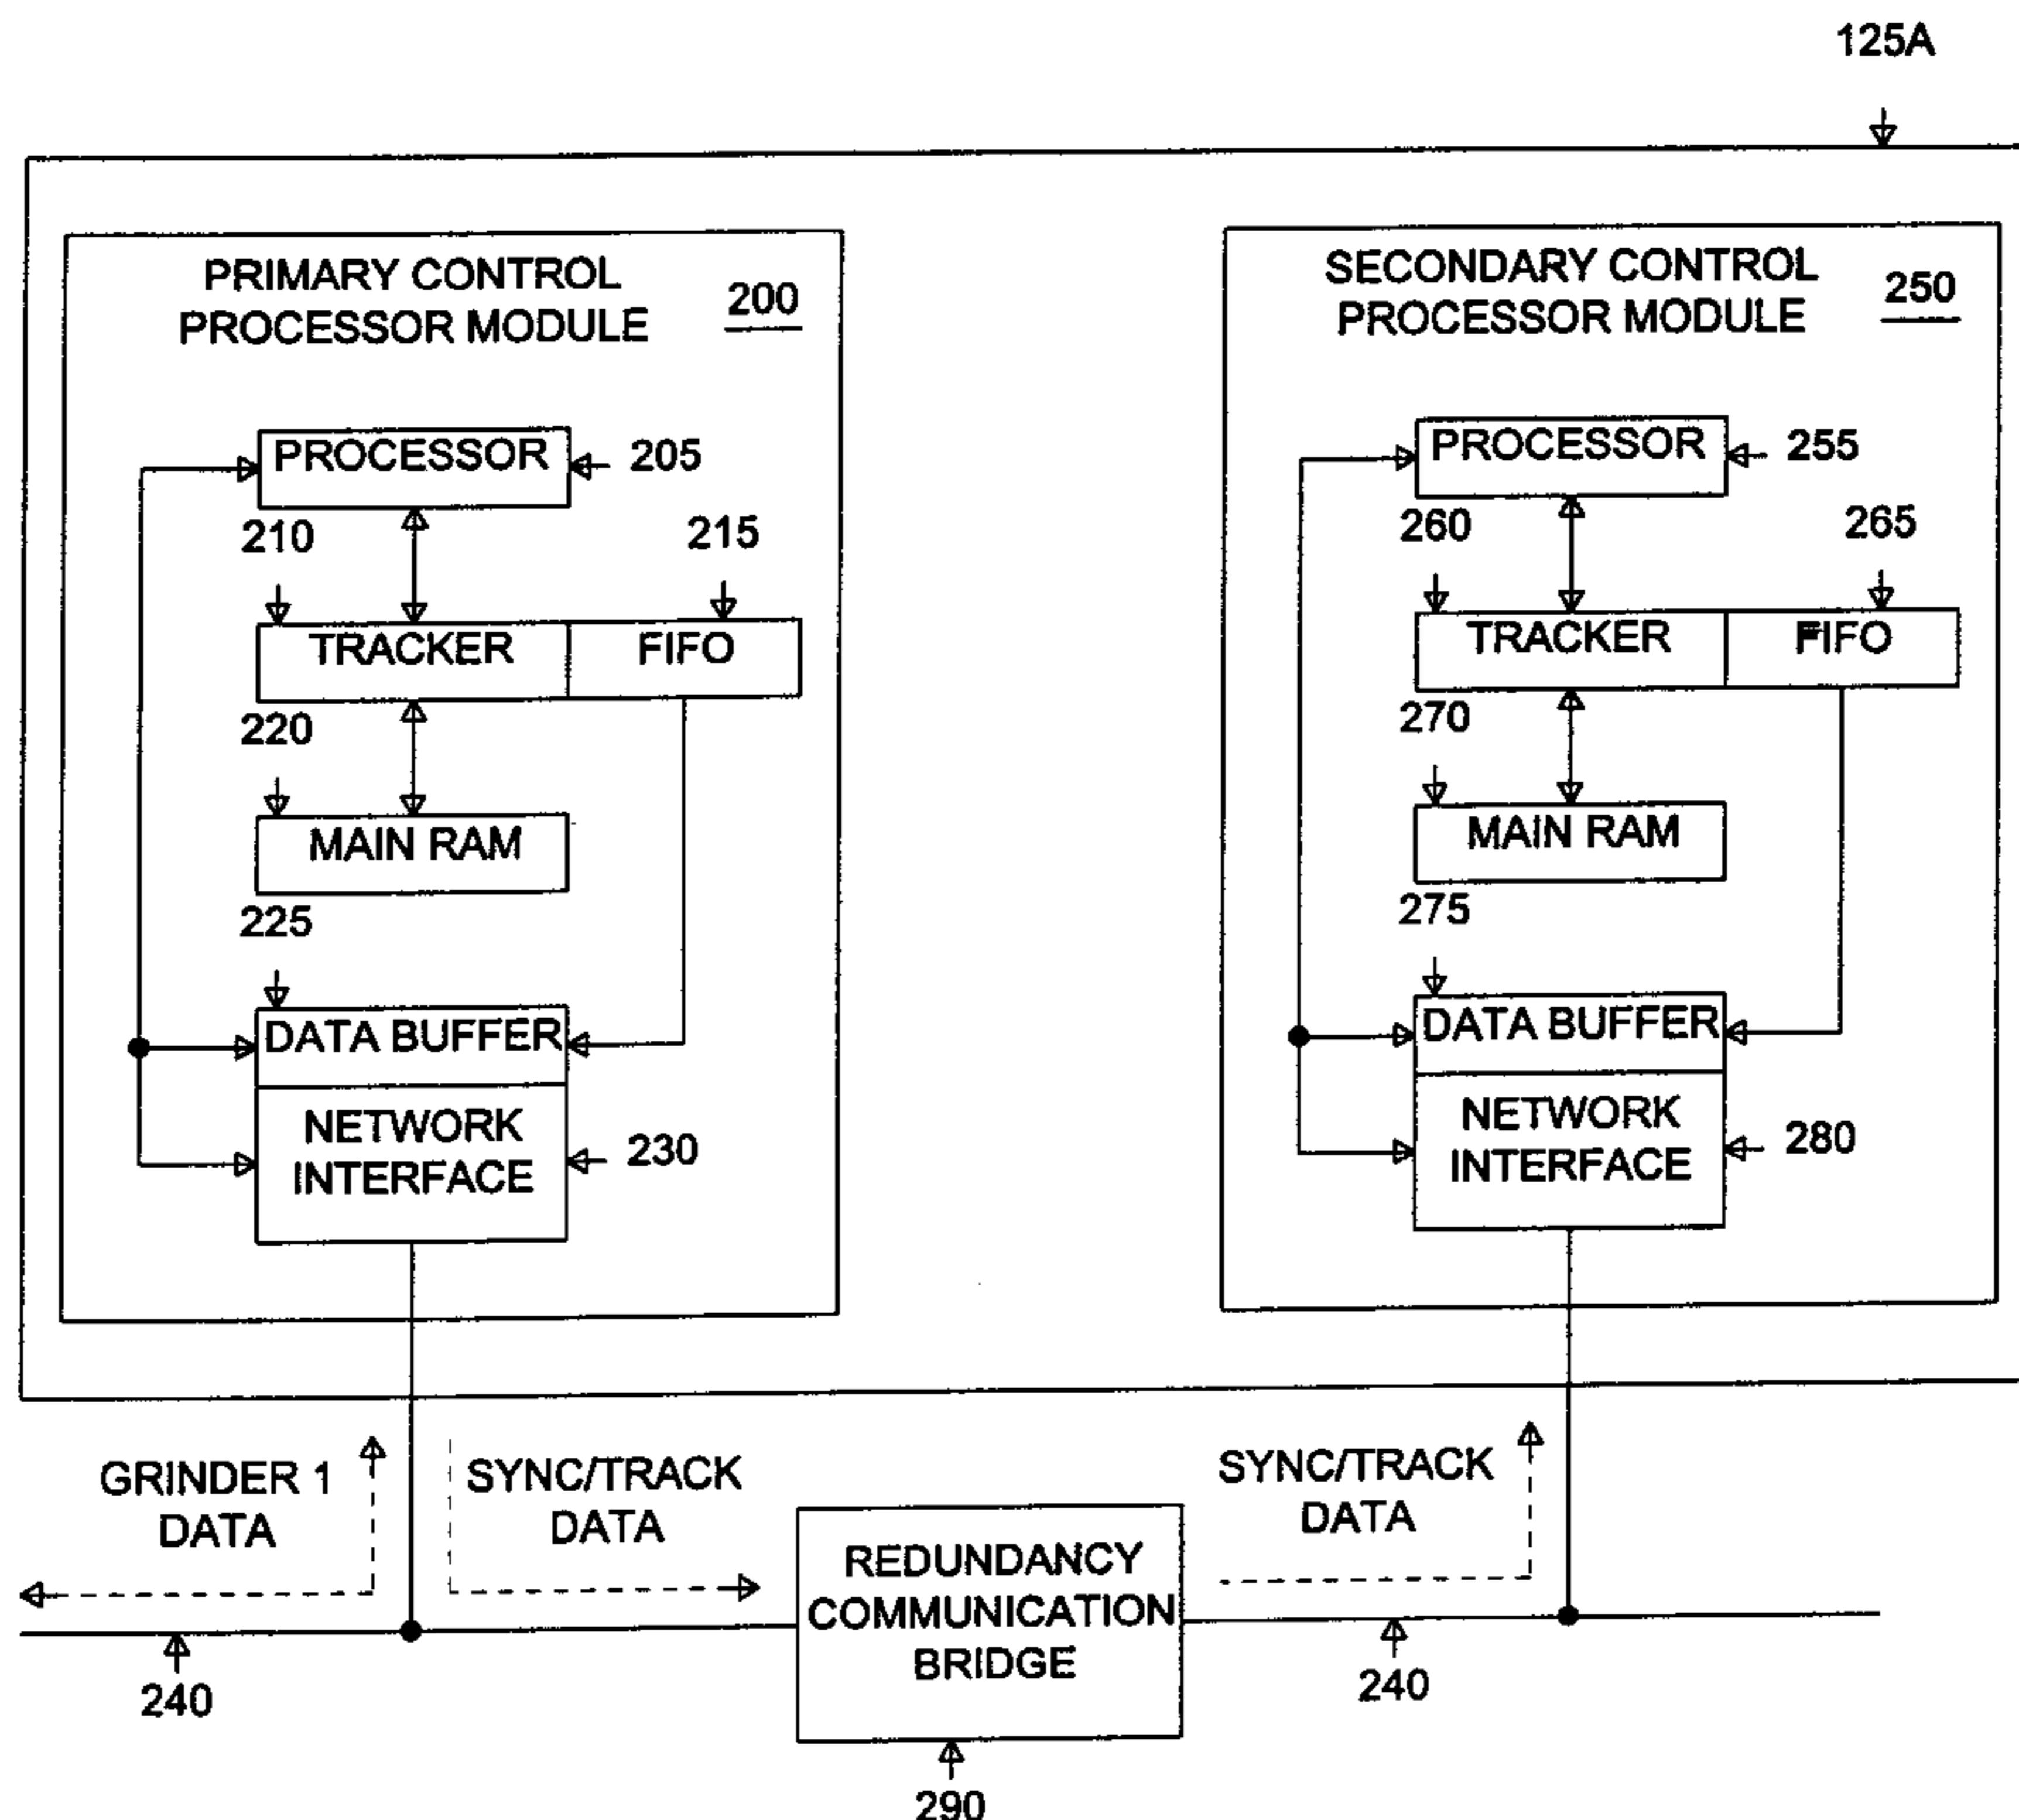 125A
PRIMARY CONTROL
PROCESSOR MODULE
200
PROCESSOR
205
210
215
TRACKER
FIFO
220
MAIN RAM
225
DATA BUFFER
NETWORK
INTERFACE
230
SECONDARY CONTROL
PROCESSOR MODULE
250
PROCESSOR
255
260
265
TRACKER
FIFO
270
MAIN RAM
275
DATA BUFFER
NETWORK
INTERFACE
280
GRINDER 1
DATA
SYNC/TRACK
DATA
SYNC/TRACK
DATA
REDUNDANCY
COMMUNICATION
BRIDGE
240
240
290